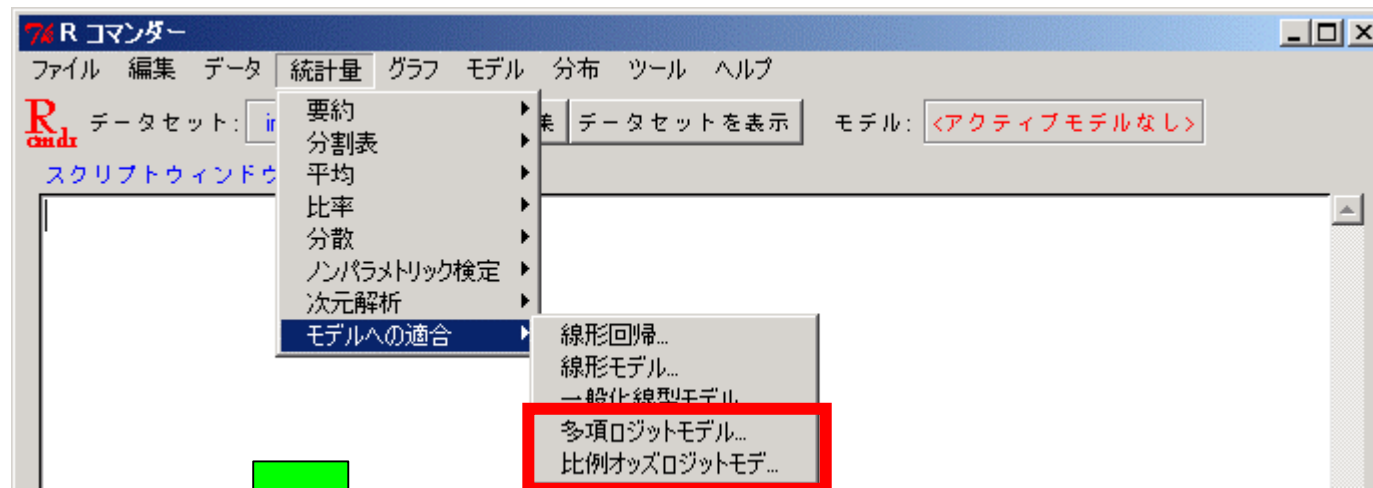 R コマンダー
ファイル 編集 データ 統計量 グラフ モデル 分布 ツール ヘルプ
R cmdr データセット: ir 集 データセットを表示 モデル: <アクティブモデルなし>
スクリプトウィンドウ
要約
分割表
平均
比率
分散
ノンパラメトリック検定
次元解析
モデルへの適合
線形回帰...
線形モデル...
一般化線型モデル
多項ロジットモデル...
比例オッズロジットモデ...